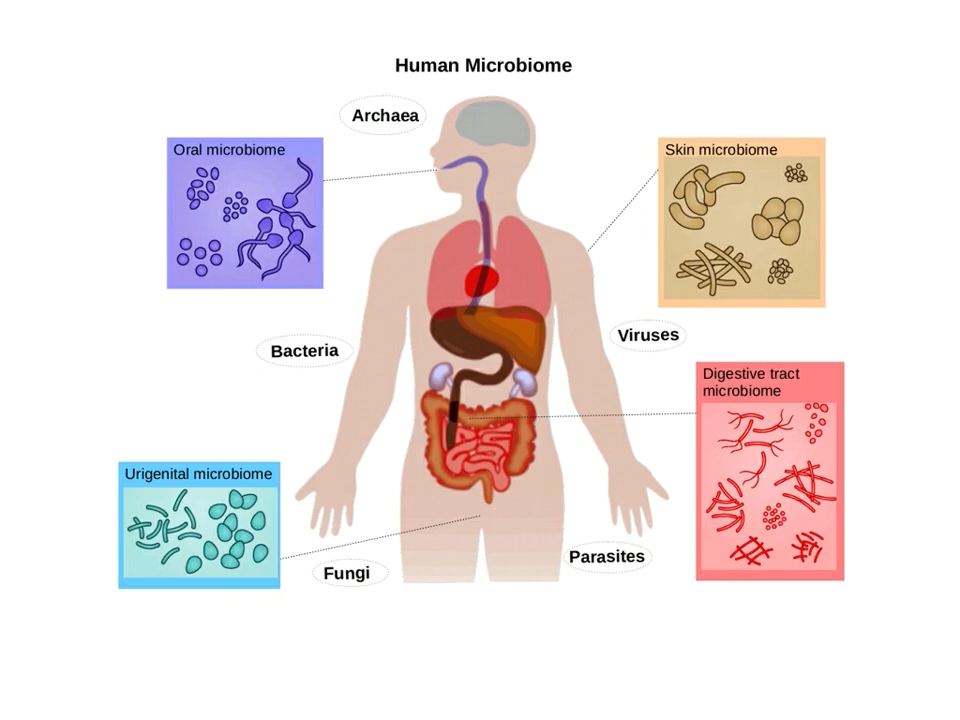 Human Microbiome
Archaea
Oral microbiome
Skin microbiome
Viruses
Bacteria
Digestive tract
microbiome
Urigenital microbiome
Parasites
Fungi